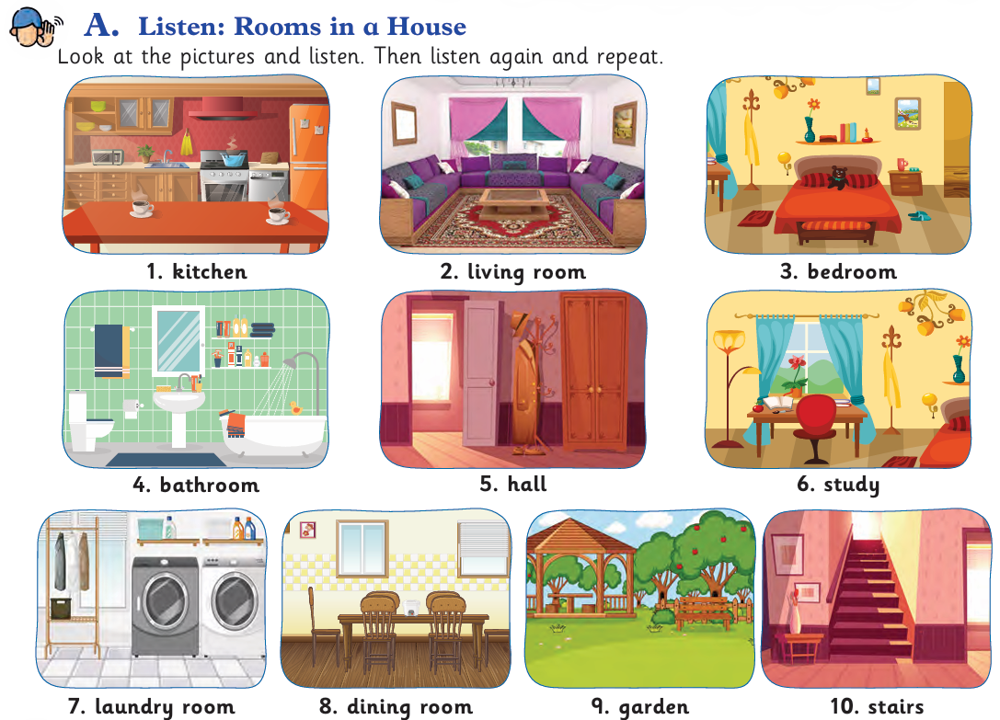 A. Listen: Rooms in a House
Look at the pictures and listen. Then listen again and repeat.
1. kitchen
2. living room
3. bedroom
4. bathroom
5. hall
6. study
7. laundry room
8. dining room
9. garden
10. stairs